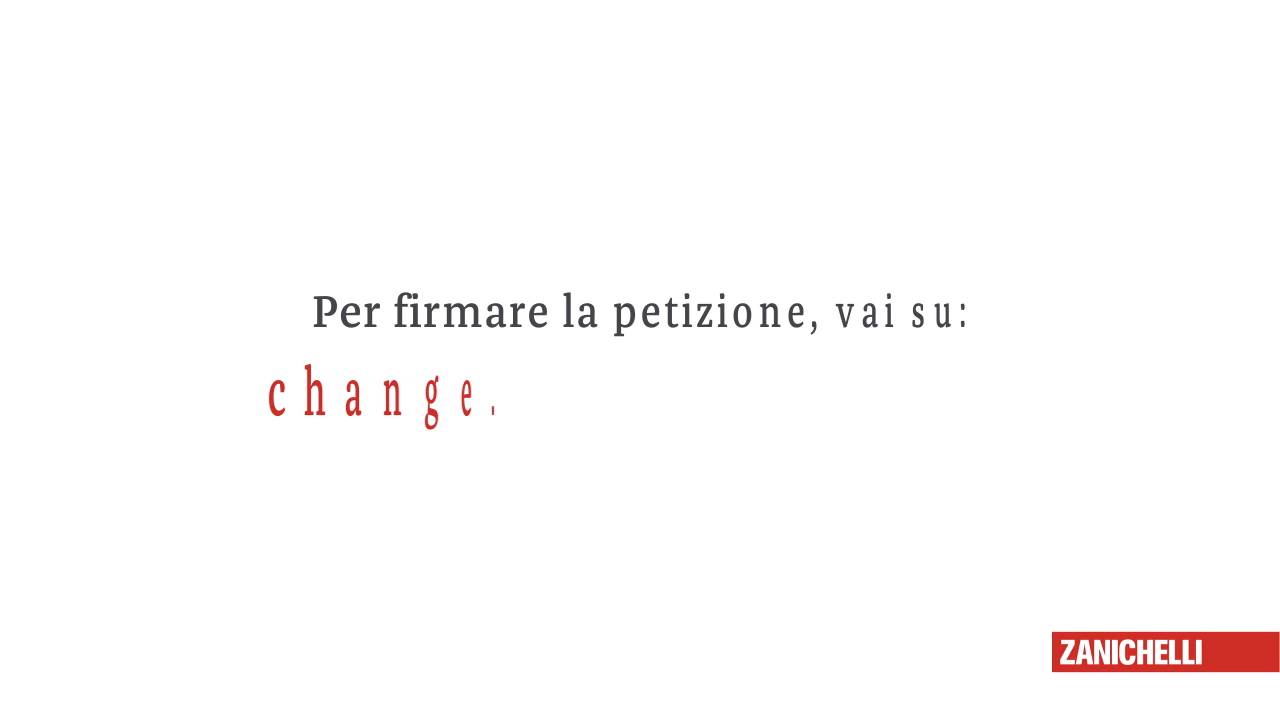 Per firmare la petizione, vai su:
change.
ZANICHELLI